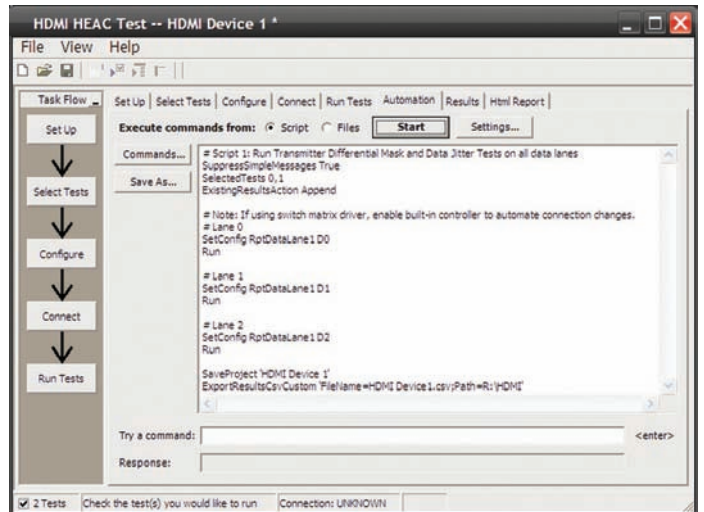 HDMI HEAC Test -- HDMI Device 1 *
File View Help
Task Flow
Set Up | Select Tests | Configure | Connect | Run Tests | Automation | Results | Html Report |
Set Up
Select Tests
Configure
Connect
Run Tests
Execute commands from: Script Files Start Settings...
Commands...
Save As...
# Script 1: Run Transmitter Differential Mask and Data Jitter Tests on all data lanes
SuppressSimpleMessages True
SelectedTests 0,1
ExistingResultsAction Append
# Note: If using switch matrix driver, enable built-in controller to automate connection changes.
# Lane 0
SetConfig RptDataLane1 D0
Run
# Lane 1
SetConfig RptDataLane1 D1
Run
# Lane 2
SetConfig RptDataLane1 D2
Run
SaveProject 'HDMI Device 1'
ExportResultsCsvCustom 'FileName=HDMI Device1.csv;Path=R:\HDMI'
Try a command: <enter>
Response:
2 Tests Check the test(s) you would like to run Connection: UNKNOWN